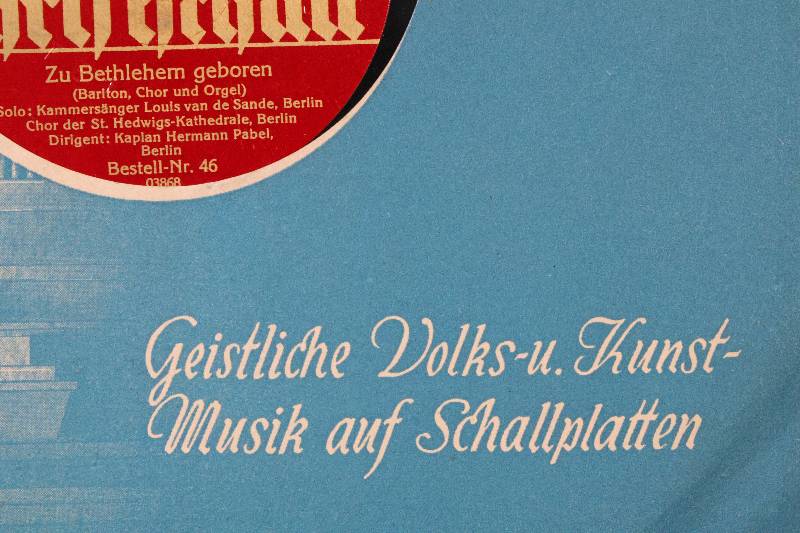 Zu Bethlehem geboren
(Bariton, Chor und Orgel)
Solo: Kammersänger Louis van de Sande, Berlin
Chor der St. Hedwigs-Kathedrale, Berlin
Dirigent: Kaplan Hermann Pabel,
Berlin
Bestell-Nr. 46
03868
Geistliche Volks-u. Kunst-
Musik auf Schallplatten